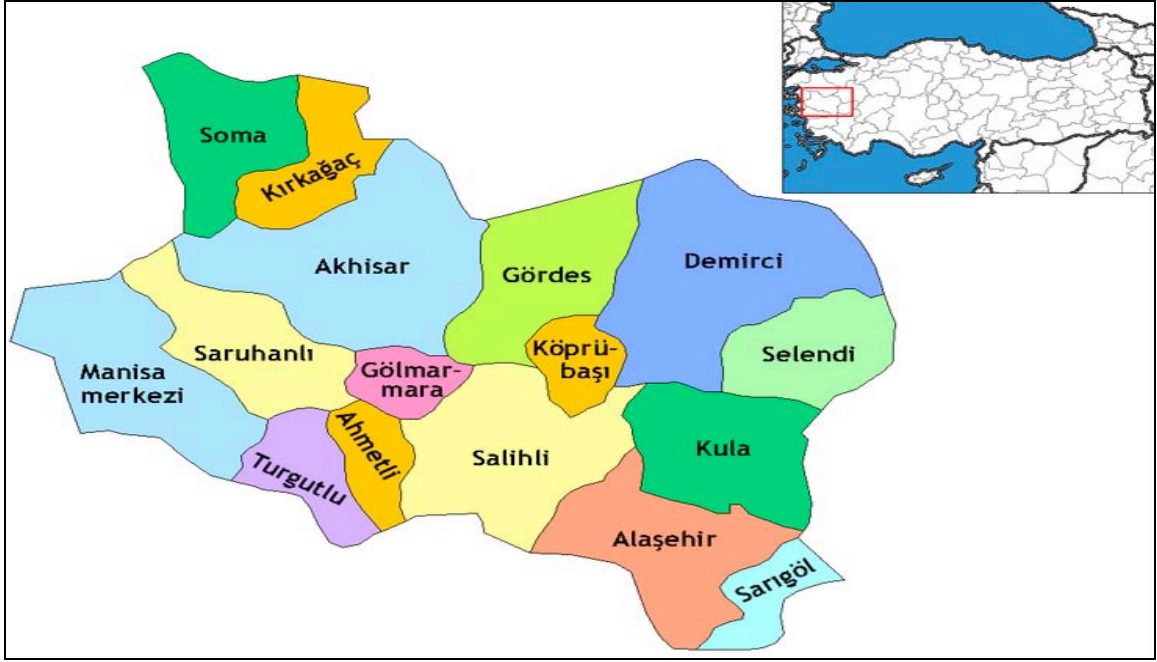 Soma
Kırkağaç
Akhisar
Gördes
Demirci
Köprü-
başı
Selendi
Saruhanlı
Gölmar-
mara
Manisa
merkezi
Ahmetli
Turgutlu
Salihli
Kula
Alaşehir
Sarıgöl